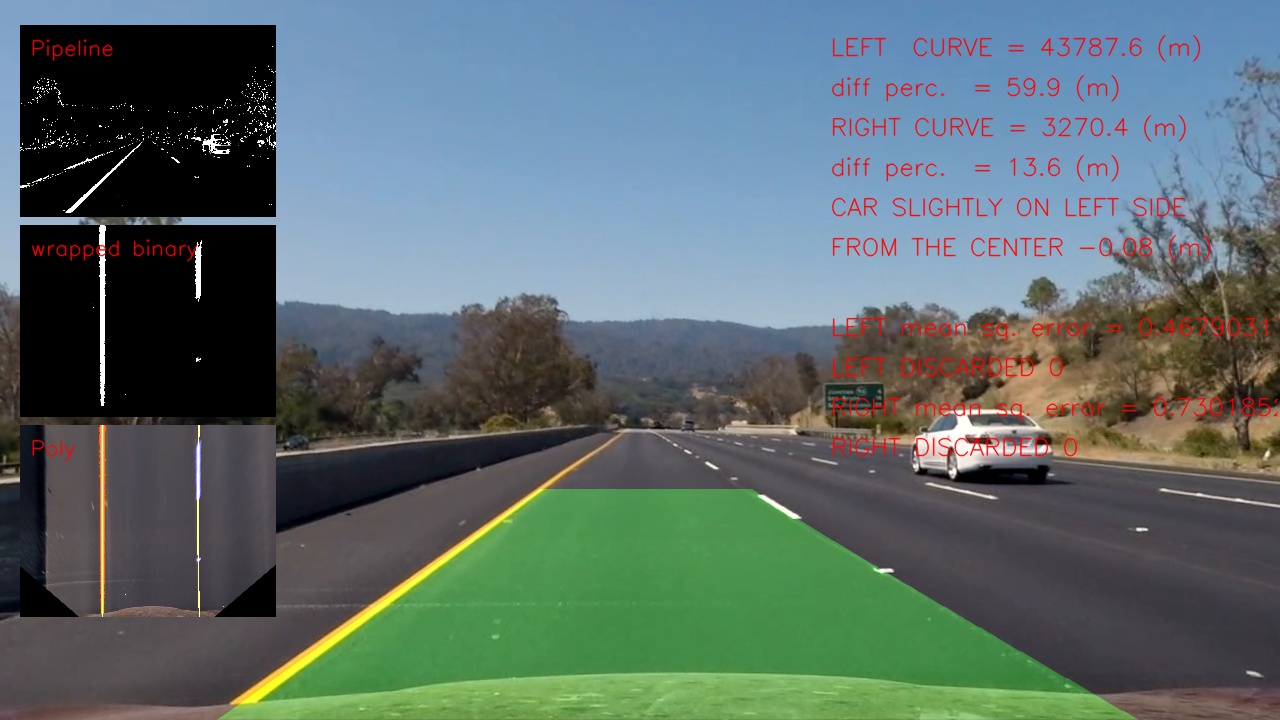 Pipeline
wrapped binary
Poly
LEFT  CURVE = 43787.6 (m)
diff perc.  = 59.9 (m)
RIGHT CURVE = 3270.4 (m)
diff perc.  = 13.6 (m)
CAR SLIGHTLY ON LEFT SIDE
FROM THE CENTER -0.08 (m)
LEFT mean sq. error = 0.4679031
LEFT DISCARDED 0
RIGHT mean sq. error = 0.730185
RIGHT DISCARDED 0